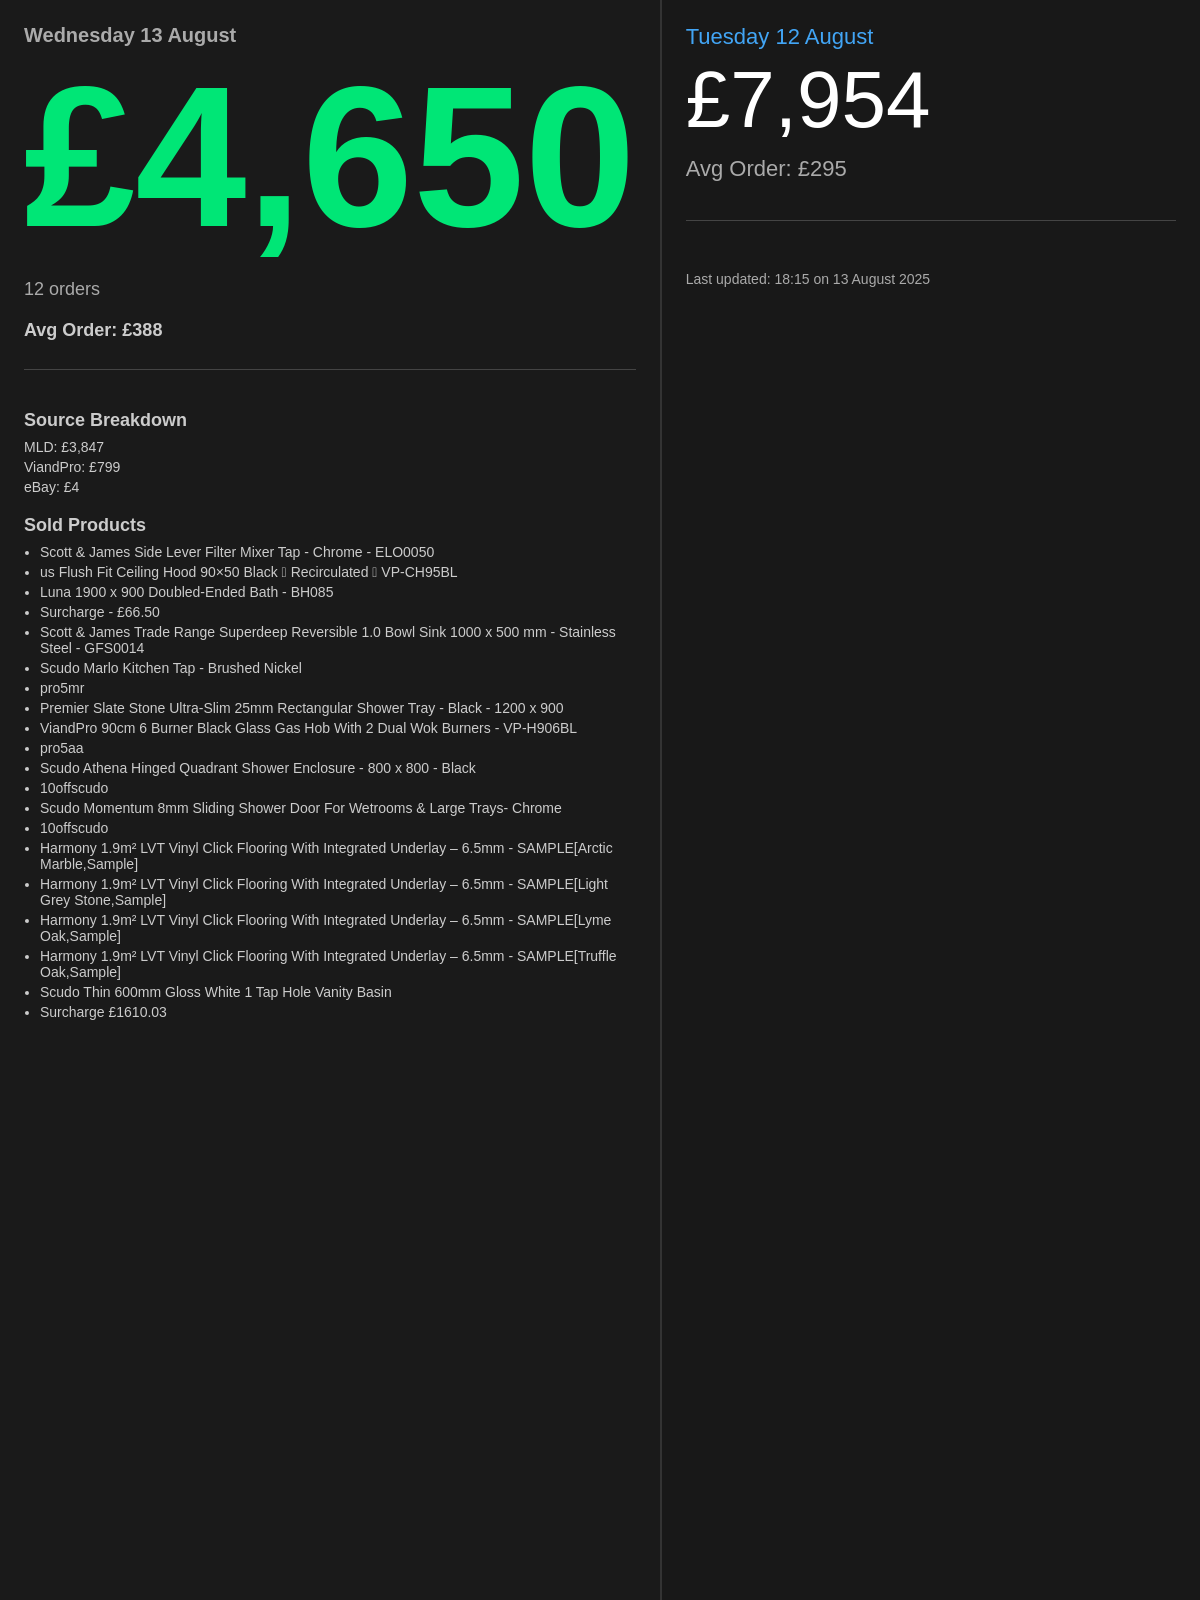 Wednesday 13 August
£4,650
12 orders
Avg Order: £388
Source Breakdown
MLD: £3,847
ViandPro: £799
eBay: £4
Sold Products
• Scott & James Side Lever Filter Mixer Tap - Chrome - ELO0050
• us Flush Fit Ceiling Hood 90×50 Black ▯ Recirculated ▯ VP-CH95BL
• Luna 1900 x 900 Doubled-Ended Bath - BH085
• Surcharge - £66.50
• Scott & James Trade Range Superdeep Reversible 1.0 Bowl Sink 1000 x 500 mm - Stainless
Steel - GFS0014
• Scudo Marlo Kitchen Tap - Brushed Nickel
• pro5mr
• Premier Slate Stone Ultra-Slim 25mm Rectangular Shower Tray - Black - 1200 x 900
• ViandPro 90cm 6 Burner Black Glass Gas Hob With 2 Dual Wok Burners - VP-H906BL
• pro5aa
• Scudo Athena Hinged Quadrant Shower Enclosure - 800 x 800 - Black
• 10offscudo
• Scudo Momentum 8mm Sliding Shower Door For Wetrooms & Large Trays- Chrome
• 10offscudo
• Harmony 1.9m² LVT Vinyl Click Flooring With Integrated Underlay – 6.5mm - SAMPLE[Arctic
Marble,Sample]
• Harmony 1.9m² LVT Vinyl Click Flooring With Integrated Underlay – 6.5mm - SAMPLE[Light
Grey Stone,Sample]
• Harmony 1.9m² LVT Vinyl Click Flooring With Integrated Underlay – 6.5mm - SAMPLE[Lyme
Oak,Sample]
• Harmony 1.9m² LVT Vinyl Click Flooring With Integrated Underlay – 6.5mm - SAMPLE[Truffle
Oak,Sample]
• Scudo Thin 600mm Gloss White 1 Tap Hole Vanity Basin
• Surcharge £1610.03
Tuesday 12 August
£7,954
Avg Order: £295
Last updated: 18:15 on 13 August 2025